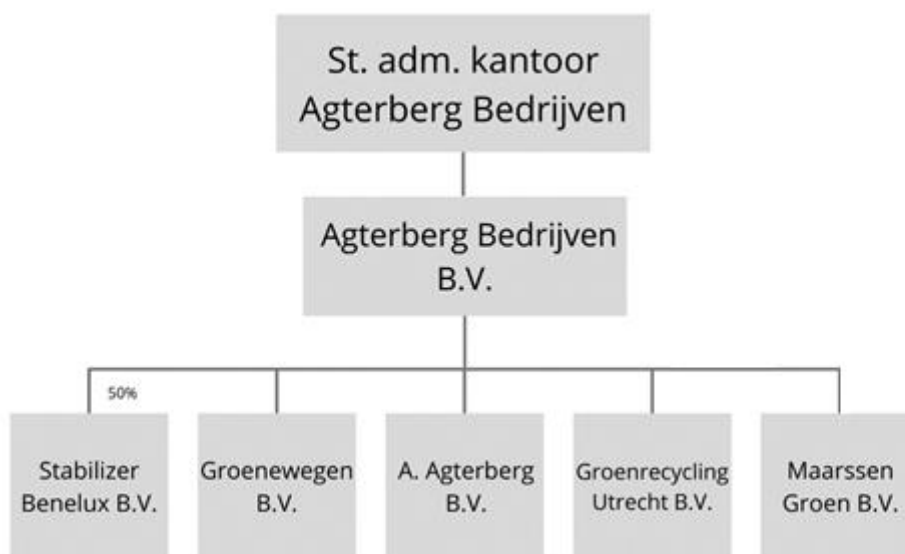 St. adm. kantoor
Agterberg Bedrijven
Agterberg Bedrijven
B.V.
50%
Stabilizer
Benelux B.V.
Groenewegen
B.V.
A. Agterberg
B.V.
Groenrecycling
Utrecht B.V.
Maarssen
Groen B.V.